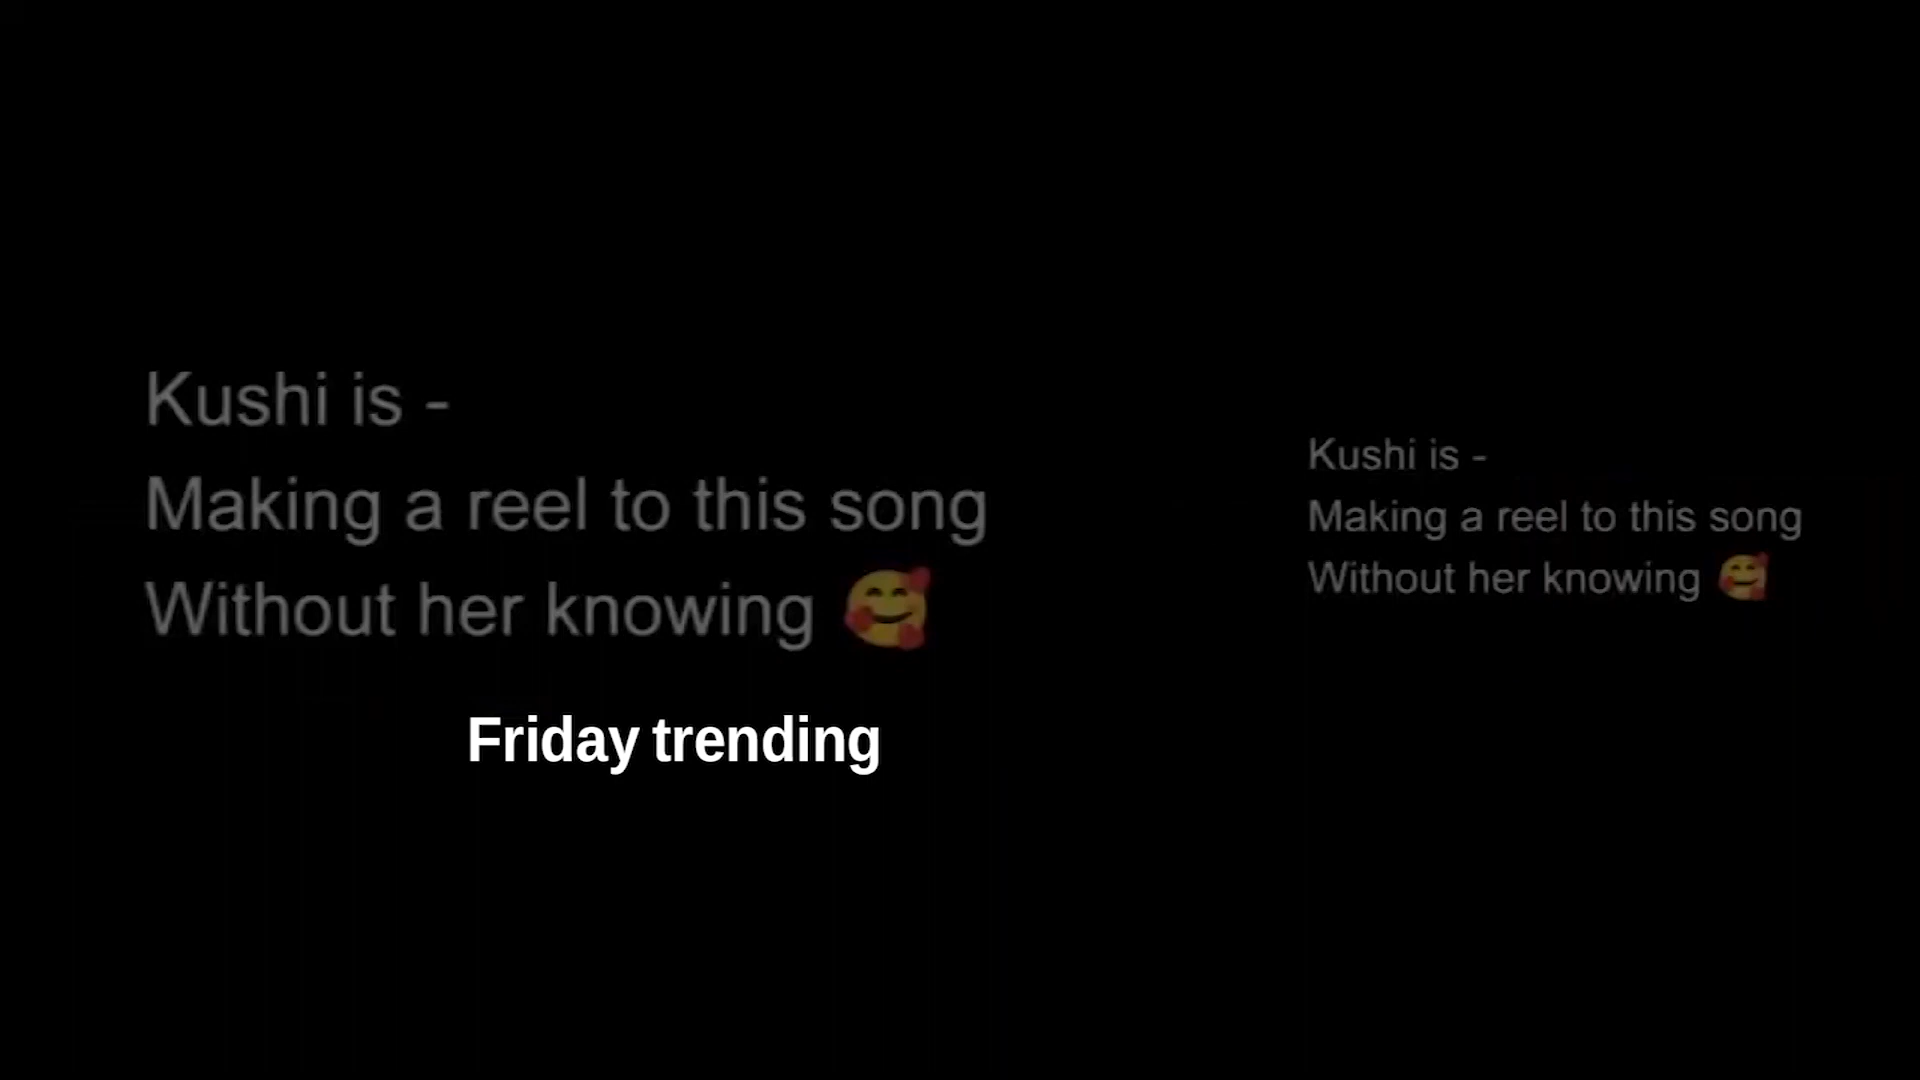 Kushi is -
Making a reel to this song
Without her knowing 🥰
Friday trending
Kushi is -
Making a reel to this song
Without her knowing 🥰